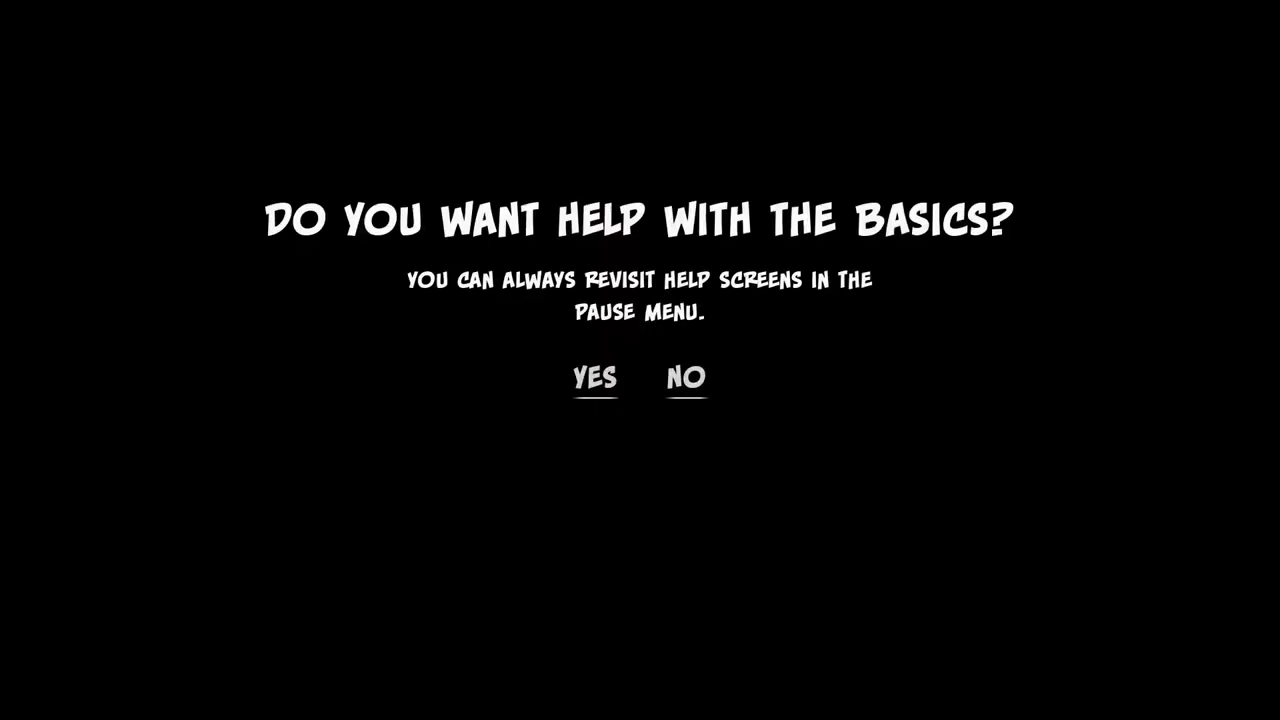 DO YOU WANT HELP WITH THE BASICS?
YOU CAN ALWAYS REVISIT HELP SCREENS IN THE
PAUSE MENU.
YES NO